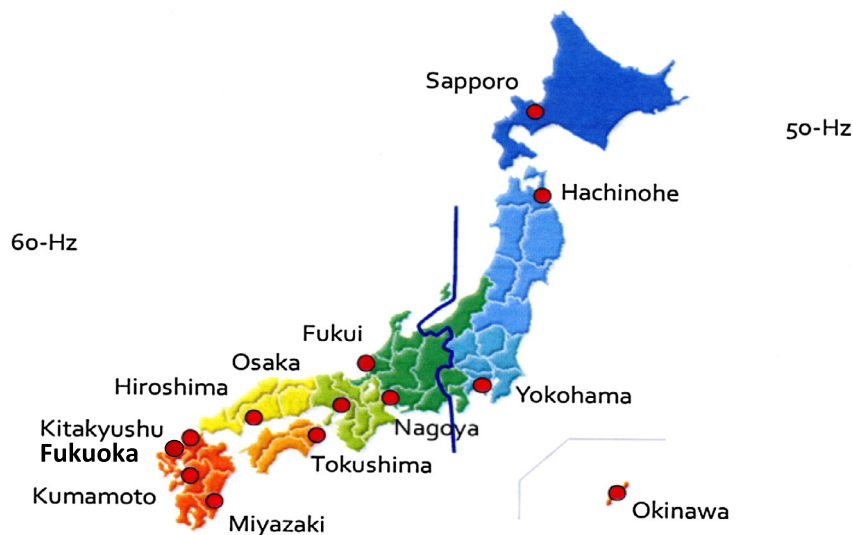 Sapporo
50-Hz
Hachinohe
60-Hz
Fukui
Osaka
Hiroshima
Yokohama
Kitakyushu
Nagoya
Fukuoka
Tokushima
Kumamoto
Okinawa
Miyazaki